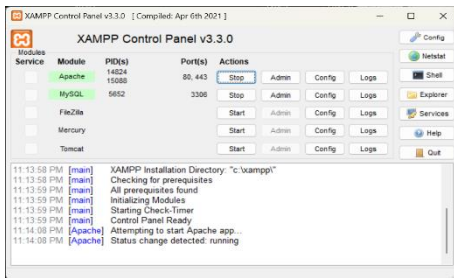 XAMPP Control Panel v3.3.0 [ Compiled: Apr 6th 2021 ]
XAMPP Control Panel v3.3.0
Config
Modules
Service Module PID(s) Port(s) Actions
Netstat
Apache 14824 15088 80, 443 Stop Admin Config Logs
Shell
MySQL 5652 3306 Stop Admin Config Logs
Explorer
FileZilla Start Admin Config Logs
Services
Mercury Start Admin Config Logs
Help
Tomcat Start Admin Config Logs
Quit
11:13:58 PM [main] XAMPP Installation Directory: "c:\xampp\"
11:13:58 PM [main] Checking for prerequisites
11:13:59 PM [main] All prerequisites found
11:13:59 PM [main] Initializing Modules
11:13:59 PM [main] Starting Check-Timer
11:13:59 PM [main] Control Panel Ready
11:14:08 PM [Apache] Attempting to start Apache app...
11:14:08 PM [Apache] Status change detected: running